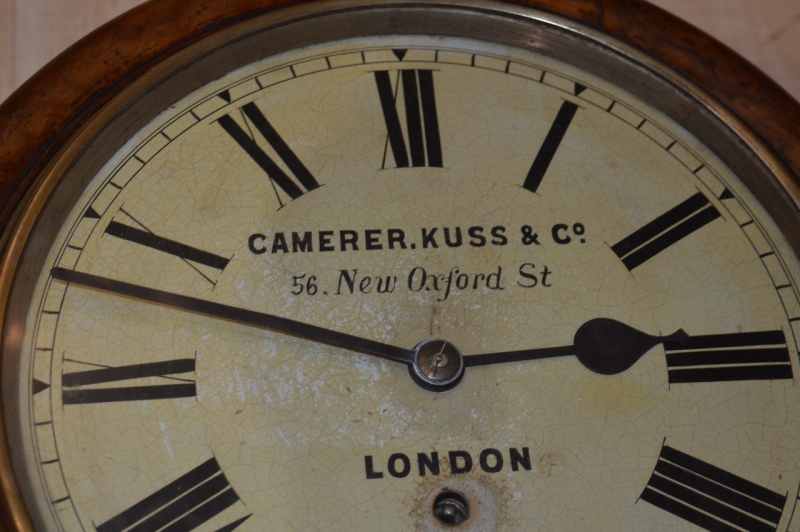 XII
I
II
III
IIII
VIII
IX
X
XI
CAMERER.KUSS & Cº
56. New Oxford St
LONDON